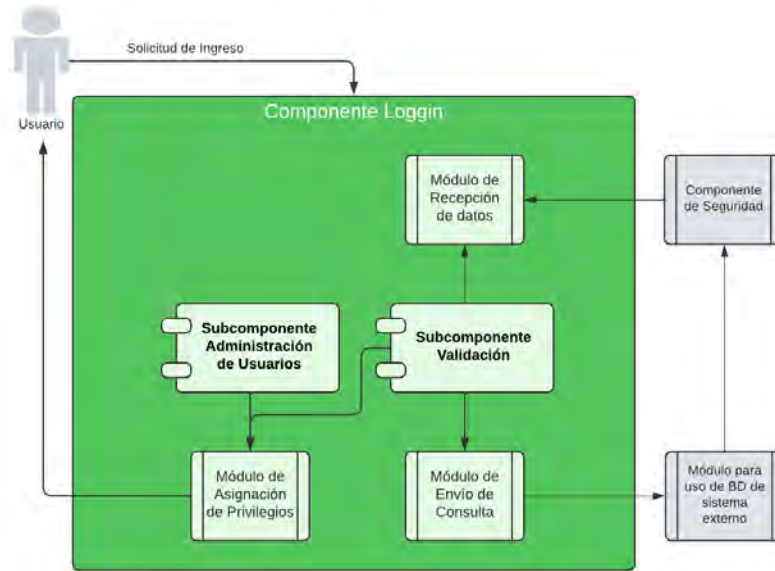 Solicitud de Ingreso
Usuario
Componente Loggin
Módulo de
Recepción
de datos
Componente
de Seguridad
Subcomponente
Administración
de Usuarios
Subcomponente
Validación
Módulo de
Asignación
de Privilegios
Módulo de
Envío de
Consulta
Módulo para
uso de BD de
sistema
externo